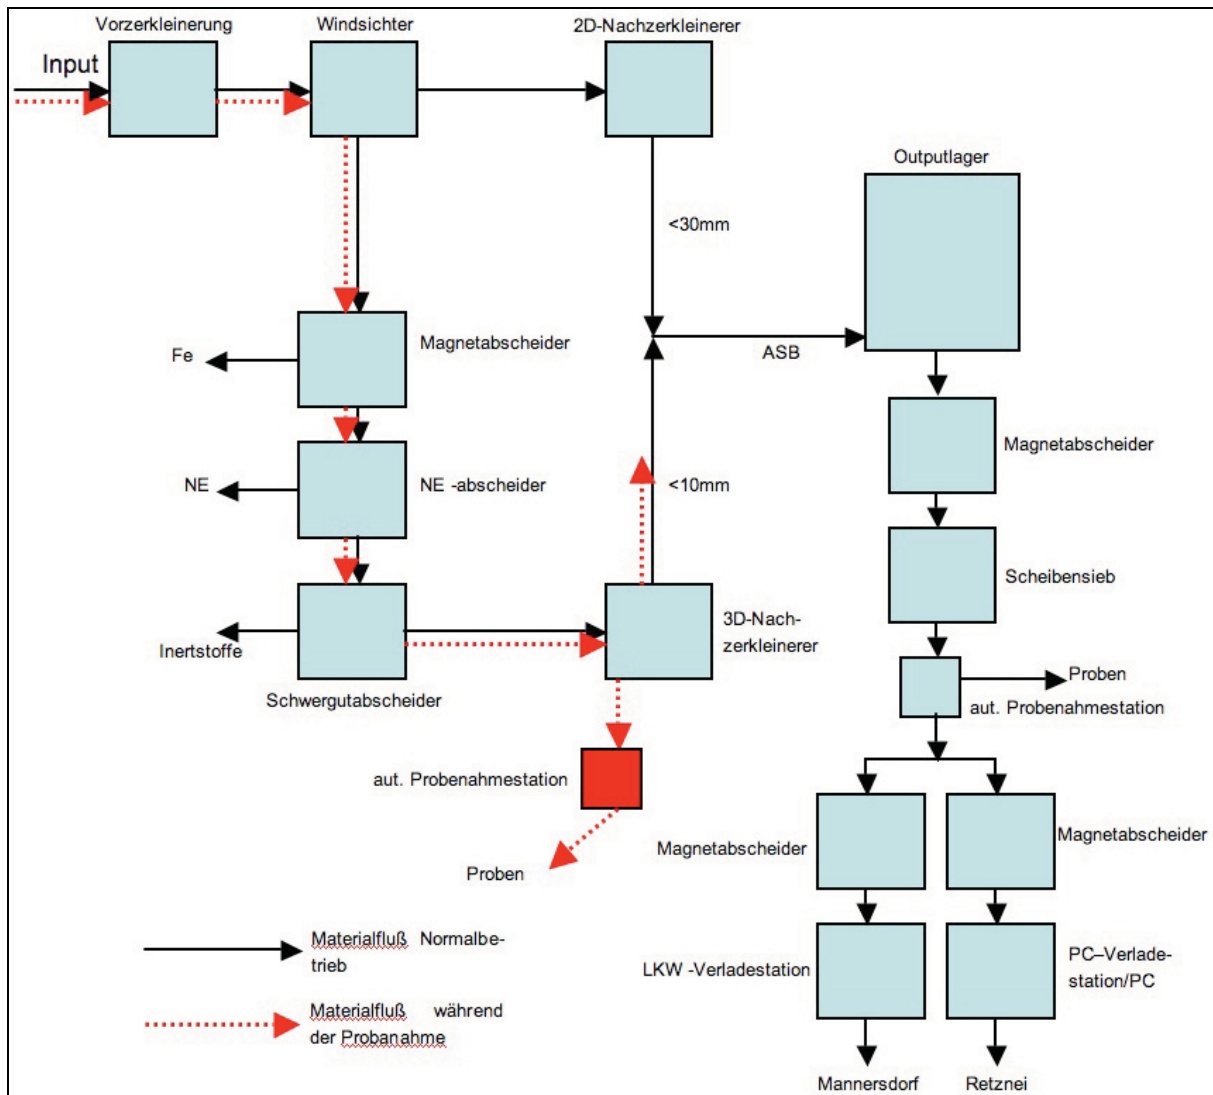 Vorzerkleinerung
Windsichter
2D-Nachzerkleinerer
Input
Outputlager
<30mm
Magnetabscheider
Fe
ASB
Magnetabscheider
NE
NE -abscheider
<10mm
Scheibensieb
Inertstoffe
Schwergutabscheider
3D-Nach-
zerkleinerer
Proben
aut. Probenahmestation
aut. Probenahmestation
Proben
Magnetabscheider
Magnetabscheider
Materialfluß Normalbe-
trieb
LKW -Verladestation
PC–Verlade-
station/PC
Materialfluß während
der Probanahme
Mannersdorf
Retznei